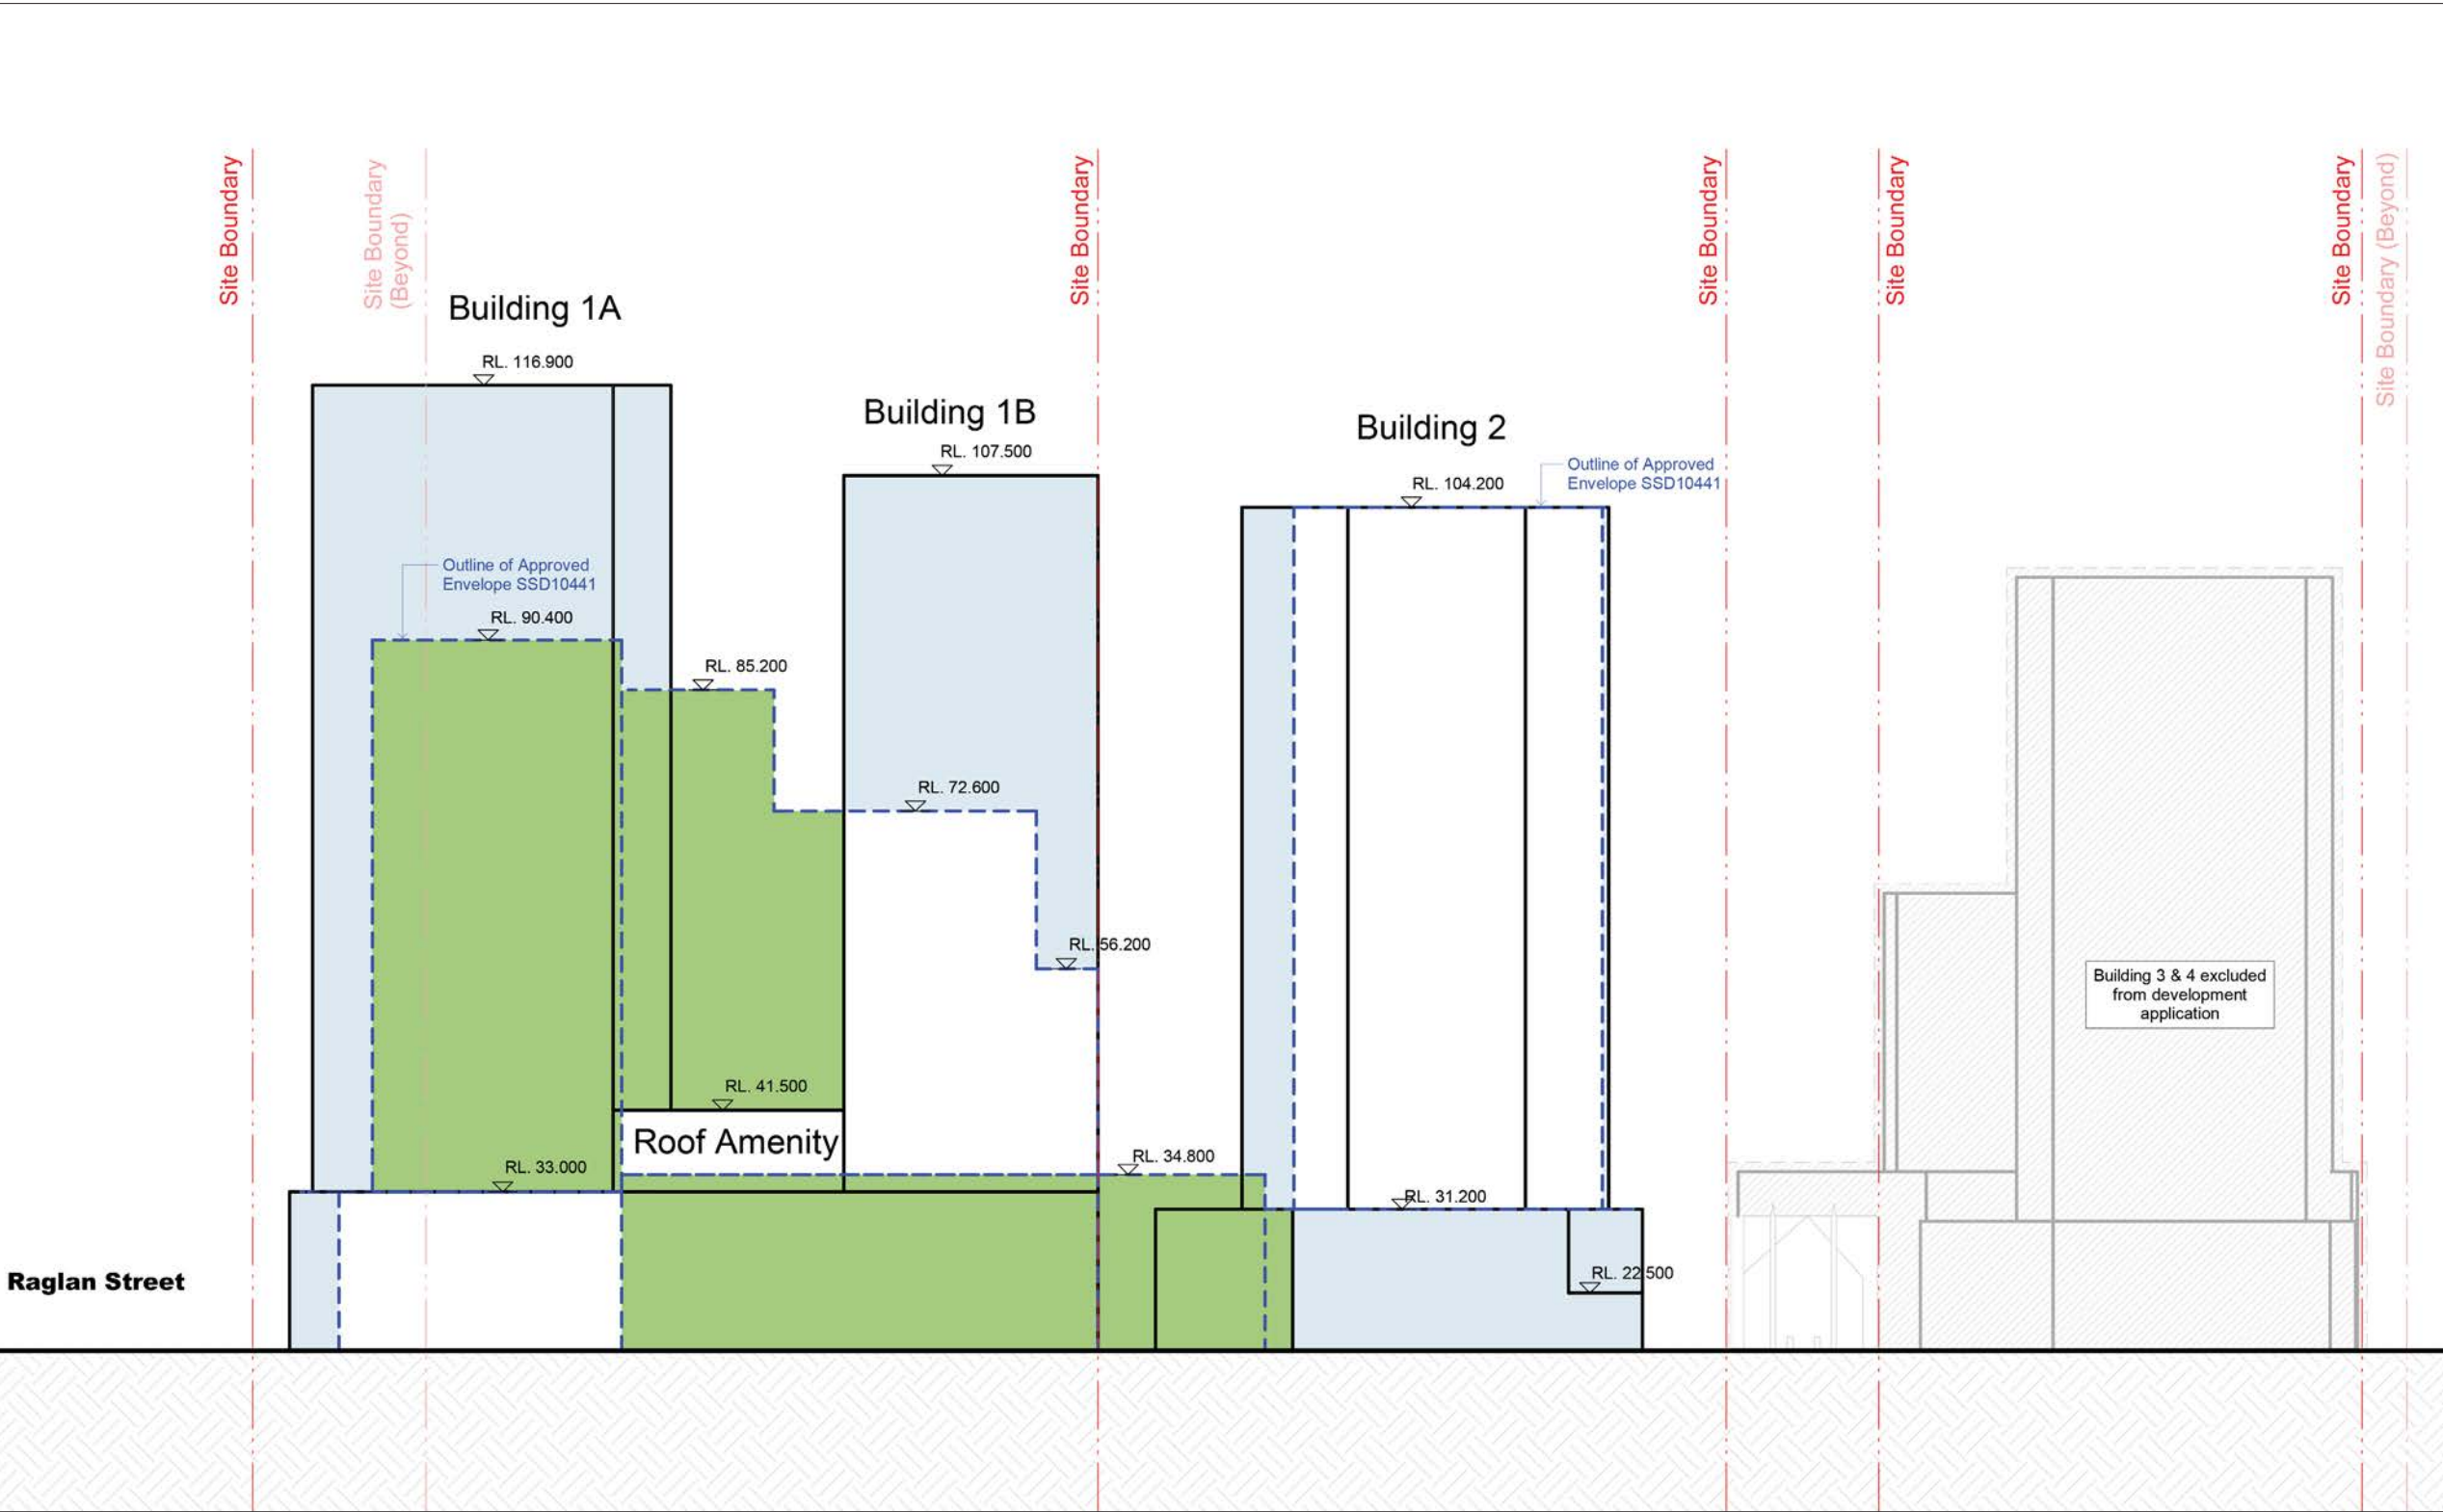 Site Boundary
Site Boundary
(Beyond)
Site Boundary
Site Boundary
Site Boundary
Site Boundary
Site Boundary (Beyond)
Building 1A
RL. 116.900
Building 1B
RL. 107.500
Building 2
RL. 104.200
Outline of Approved
Envelope SSD10441
Outline of Approved
Envelope SSD10441
RL. 90.400
RL. 85.200
RL. 72.600
RL. 56.200
Building 3 & 4 excluded
from development
application
RL. 41.500
Roof Amenity
RL. 33.000
RL. 34.800
RL. 31.200
RL. 22.500
Raglan Street